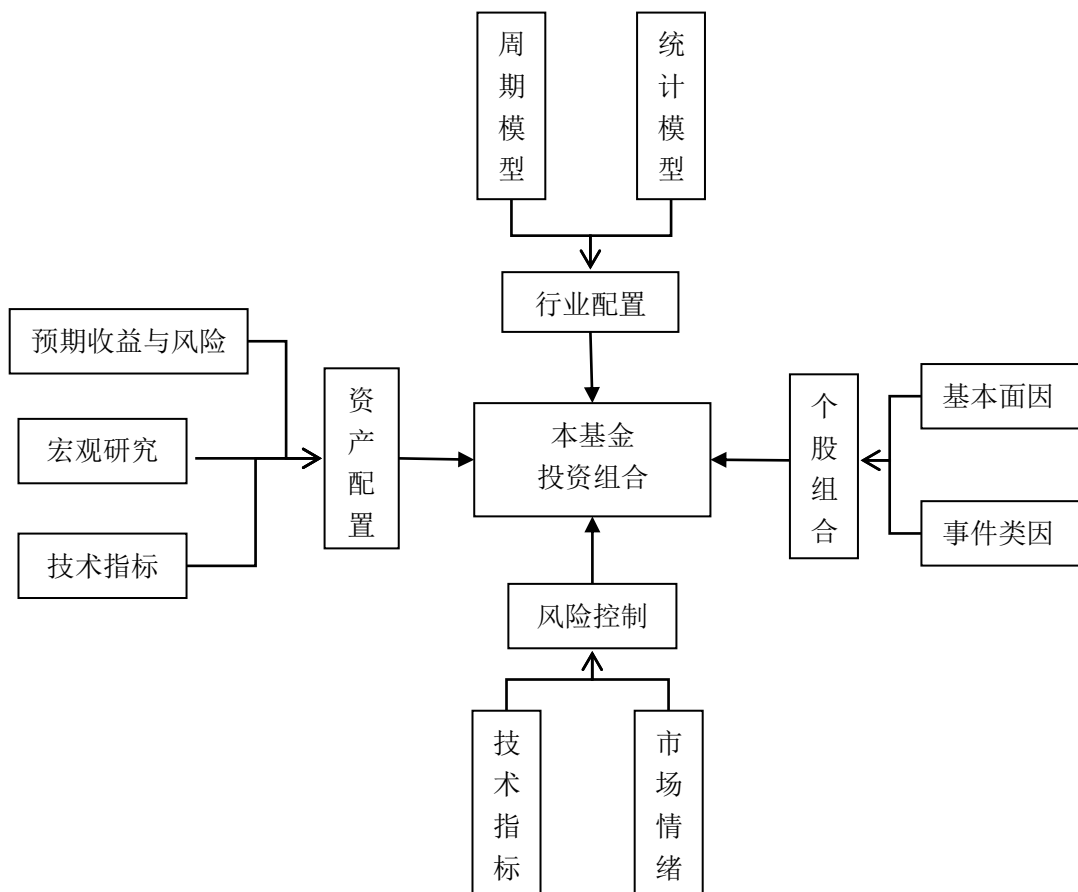 周期模型
统计模型
行业配置
预期收益与风险
宏观研究
技术指标
资产配置
本基金
投资组合
个股组合
基本面因
事件类因
风险控制
技术指标
市场情绪